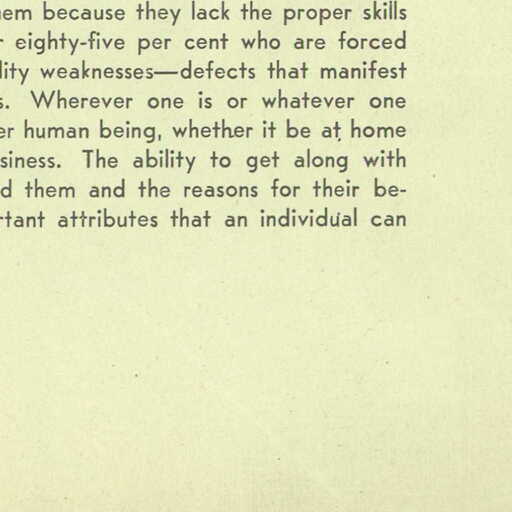 em because they lack the proper skills
eighty-five per cent who are forced
lity weaknesses—defects that manifest
s. Wherever one is or whatever one
er human being, whether it be at home
siness. The ability to get along with
d them and the reasons for their be-
rtant attributes that an individual can